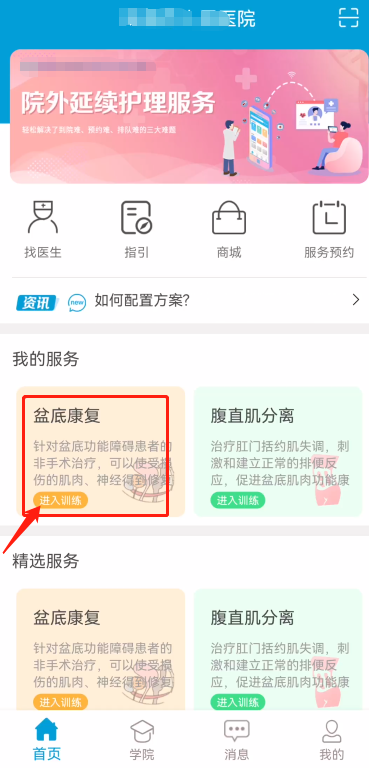 医院
院外延续护理服务
轻松解决了到院难、预约难、排队难的三大难题
找医生
指引
商城
服务预约
资讯 new 如何配置方案？
我的服务
盆底康复
针对盆底功能障碍患者的
非手术治疗，可以使受损
伤的肌肉、神经得到修复
进入训练
腹直肌分离
治疗肛门括约肌失调，刺
激和建立正常的排便反
应，促进盆底肌肉功能康
进入训练
精选服务
盆底康复
针对盆底功能障碍患者的
非手术治疗，可以使受损
伤的肌肉、神经得到修复
进入训练
腹直肌分离
治疗肛门括约肌失调，刺
激和建立正常的排便反
应，促进盆底肌肉功能康
进入训练
首页
学院
消息
我的